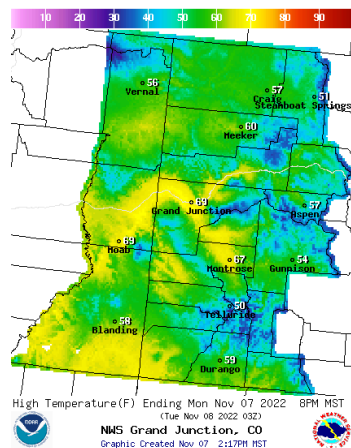 10 20 30 40 50 60 70 80 90
56
Vernal
57
Craig
51
Steamboat Springs
60
Meeker
69
Grand Junction
57
Aspen
69
Moab
67
Montrose
54
Gunnison
50
Telluride
58
Blanding
59
Durango
High Temperature(F) Ending Mon Nov 07 2022 8PM MST
(Tue Nov 08 2022 03Z)
NWS Grand Junction, CO
Graphic Created Nov 07 2:17PM MST
NOAA